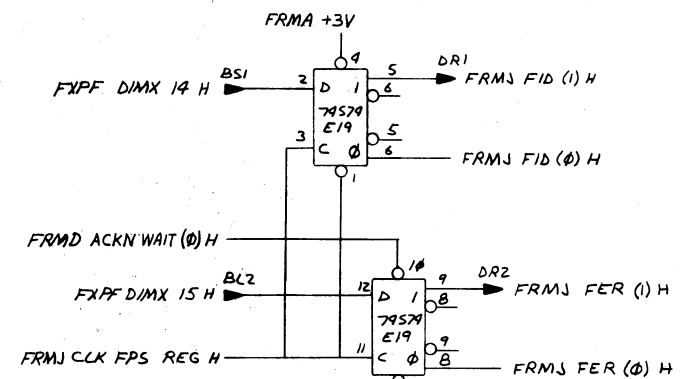 FRMA +3V
4
BS1
FXPF DIMX 14 H
2
D
1
5
DR1
FRMJ FID (1) H
6
74S74
E19
3
C
5
Ø
6
FRMJ FID (Ø) H
1
FRMD ACKN WAIT (Ø) H
1Ø
BL2
FXPF DIMX 15 H
12
D
1
9
DR2
FRMJ FER (1) H
8
74S74
E19
FRMJ CLK FPS REG H
11
C
9
Ø
8
FRMJ FER (Ø) H